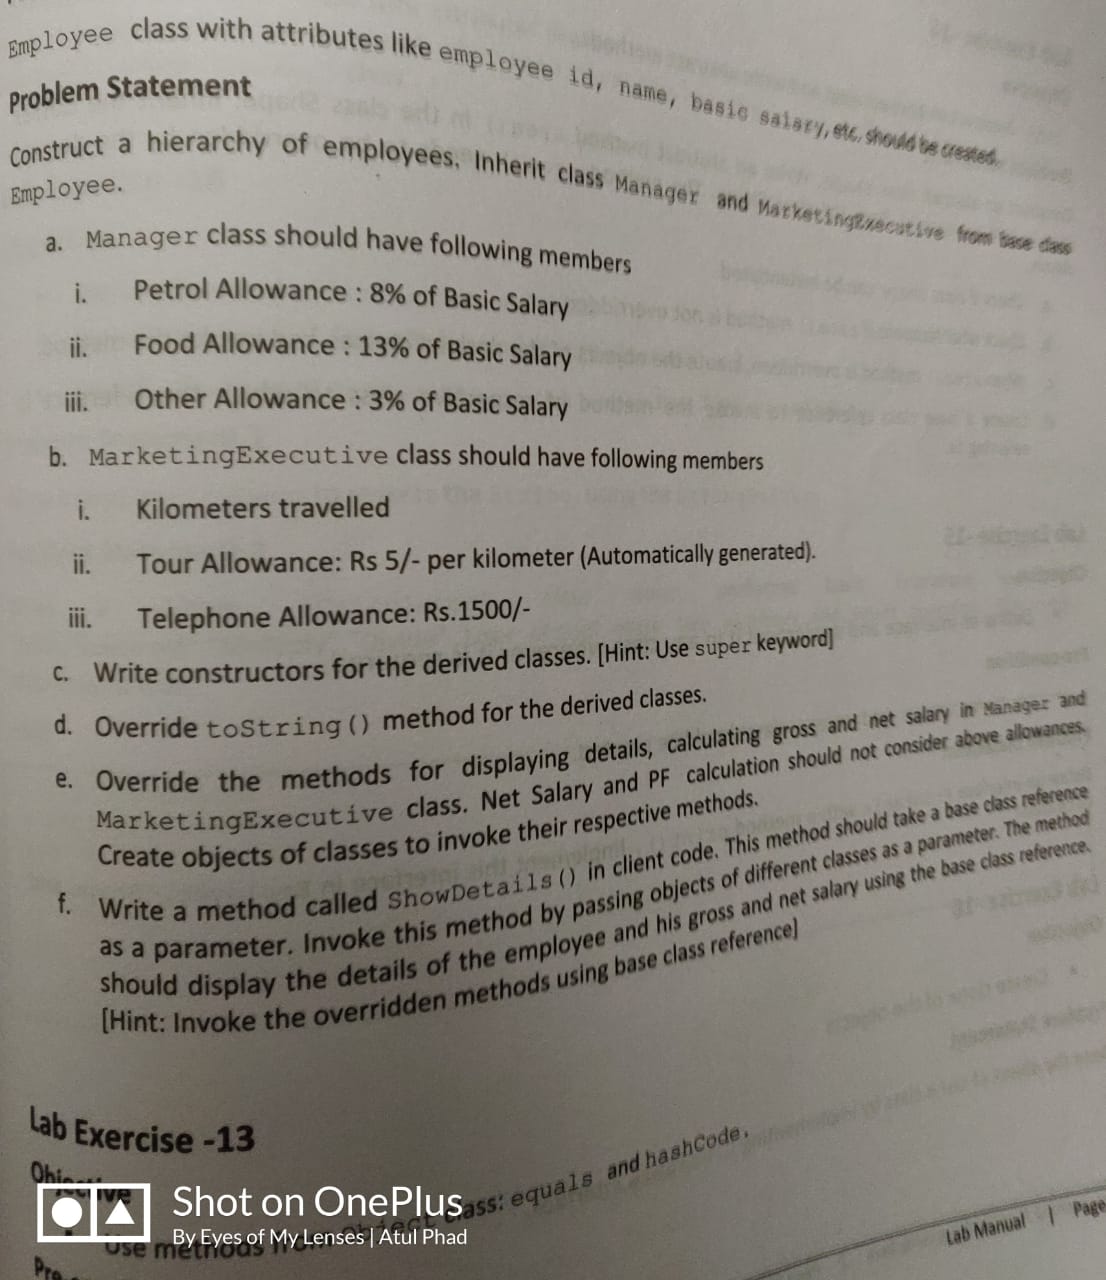 Employee class with attributes like employee id, name, basic salary, etc. should be created.
Problem Statement
Construct a hierarchy of employees. Inherit class Manager and MarketingExecutive from base class
Employee.
a. Manager class should have following members
i. Petrol Allowance : 8% of Basic Salary
ii. Food Allowance : 13% of Basic Salary
iii. Other Allowance : 3% of Basic Salary
b. MarketingExecutive class should have following members
i. Kilometers travelled
ii. Tour Allowance: Rs 5/- per kilometer (Automatically generated).
iii. Telephone Allowance: Rs.1500/-
c. Write constructors for the derived classes. [Hint: Use super keyword]
d. Override toString() method for the derived classes.
e. Override the methods for displaying details, calculating gross and net salary in Manager and
MarketingExecutive class. Net Salary and PF calculation should not consider above allowances.
Create objects of classes to invoke their respective methods.
f. Write a method called ShowDetails() in client code. This method should take a base class reference
as a parameter. Invoke this method by passing objects of different classes as a parameter. The method
should display the details of the employee and his gross and net salary using the base class reference.
[Hint: Invoke the overridden methods using base class reference]
Lab Exercise -13
Objective
Use methods from Object class: equals and hashCode.
Shot on OnePlus
By Eyes of My Lenses | Atul Phad
Lab Manual | Page